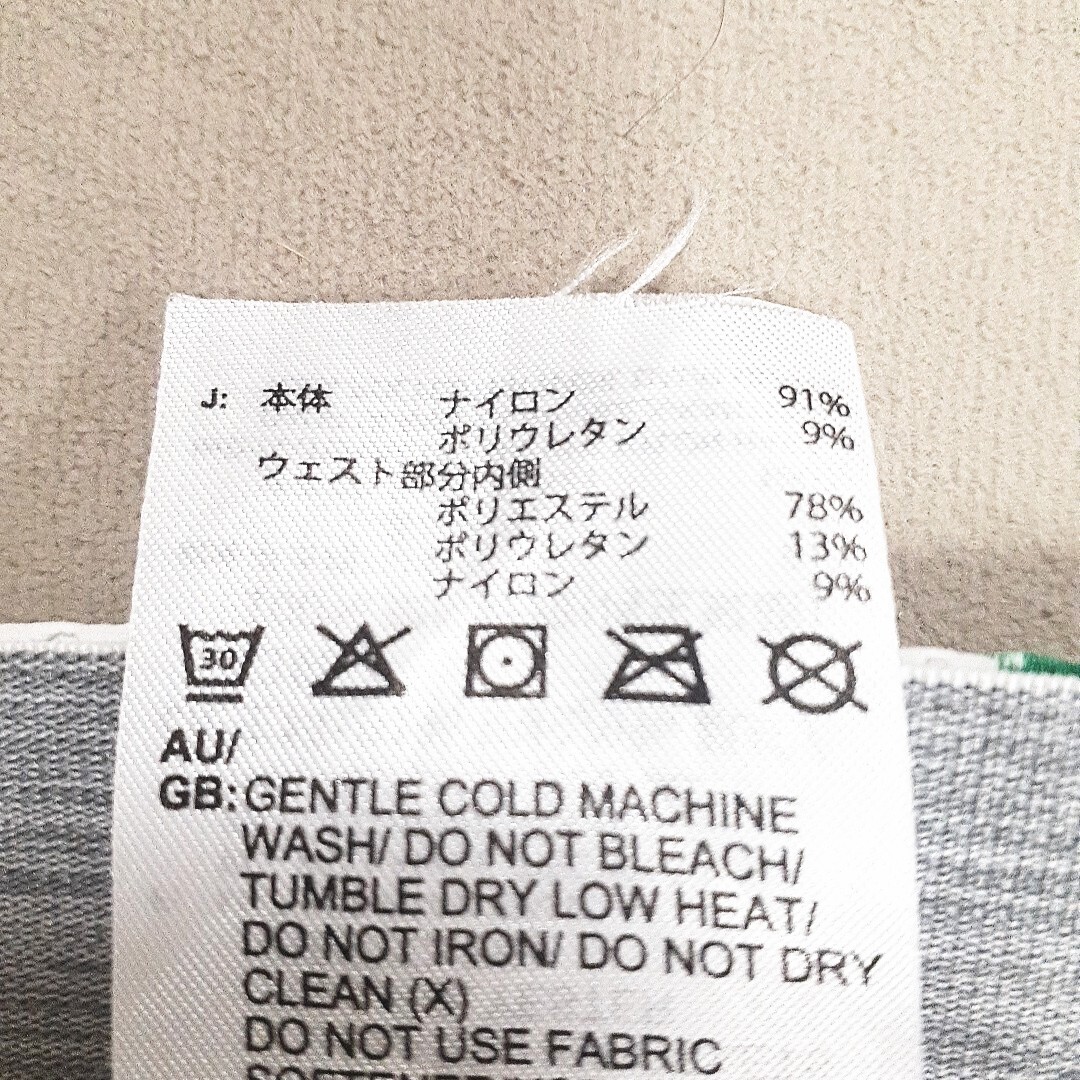 J: 本体 ナイロン 91%
ポリウレタン 9%
ウェスト部分内側
ポリエステル 78%
ポリウレタン 13%
ナイロン 9%
30
AU/
GB: GENTLE COLD MACHINE
WASH/ DO NOT BLEACH/
TUMBLE DRY LOW HEAT/
DO NOT IRON/ DO NOT DRY
CLEAN (X)
DO NOT USE FABRIC